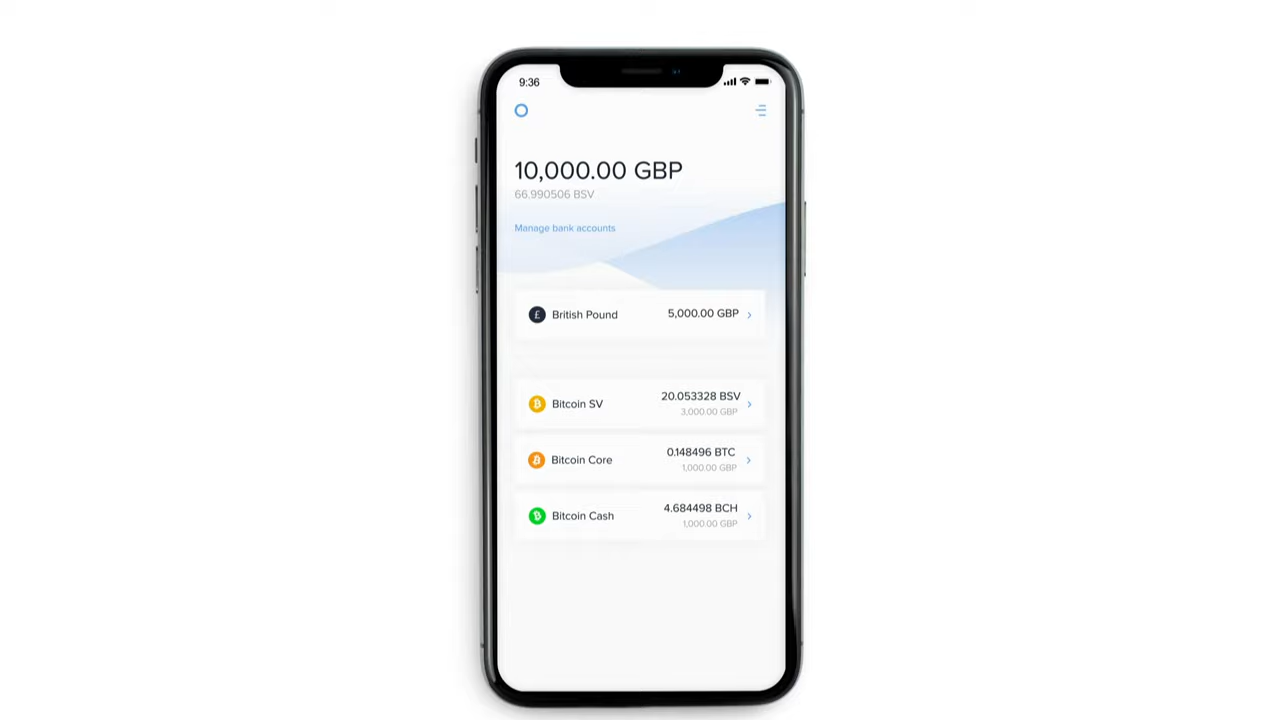 9:36
10,000.00 GBP
66.990506 BSV
Manage bank accounts
£ British Pound 5,000.00 GBP
Bitcoin SV 20.053328 BSV
3,000.00 GBP
Bitcoin Core 0.148496 BTC
1,000.00 GBP
Bitcoin Cash 4.684498 BCH
1,000.00 GBP